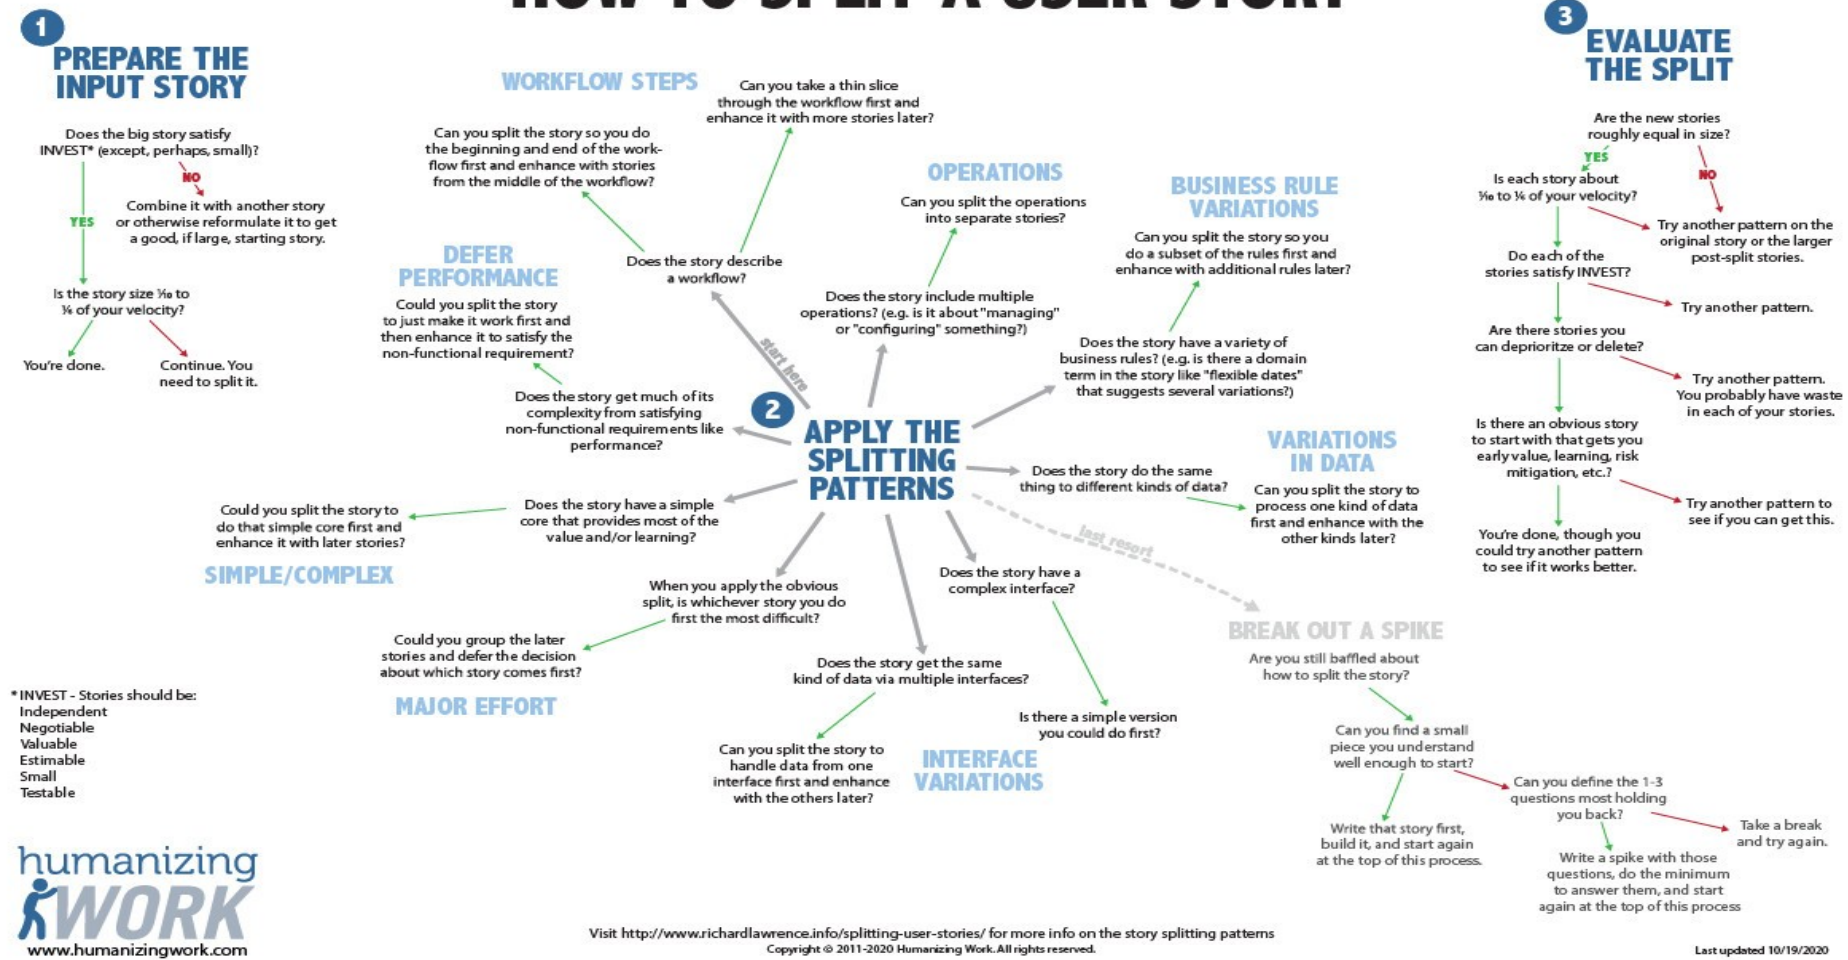 HOW TO SPLIT A USER STORY
1
PREPARE THE
INPUT STORY
Does the big story satisfy
INVEST* (except, perhaps, small)?
NO
YES
Combine it with another story
or otherwise reformulate it to get
a good, if large, starting story.
Is the story size 1/10 to
1/6 of your velocity?
You're done.
Continue. You
need to split it.
2
APPLY THE
SPLITTING
PATTERNS
start here
WORKFLOW STEPS
Does the story describe
a workflow?
Can you split the story so you do
the beginning and end of the work-
flow first and enhance with stories
from the middle of the workflow?
Can you take a thin slice
through the workflow first and
enhance it with more stories later?
OPERATIONS
Can you split the operations
into separate stories?
Does the story include multiple
operations? (e.g. is it about "managing"
or "configuring" something?)
BUSINESS RULE
VARIATIONS
Can you split the story so you
do a subset of the rules first and
enhance with additional rules later?
Does the story have a variety of
business rules? (e.g. is there a domain
term in the story like "flexible dates"
that suggests several variations?)
VARIATIONS
IN DATA
Does the story do the same
thing to different kinds of data?
Can you split the story to
process one kind of data
first and enhance with the
other kinds later?
DEFER
PERFORMANCE
Could you split the story
to just make it work first and
then enhance it to satisfy the
non-functional requirement?
Does the story get much of its
complexity from satisfying
non-functional requirements like
performance?
Does the story have a simple
core that provides most of the
value and/or learning?
Could you split the story to
do that simple core first and
enhance it with later stories?
SIMPLE/COMPLEX
When you apply the obvious
split, is whichever story you do
first the most difficult?
Could you group the later
stories and defer the decision
about which story comes first?
MAJOR EFFORT
Does the story have a
complex interface?
Is there a simple version
you could do first?
Does the story get the same
kind of data via multiple interfaces?
Can you split the story to
handle data from one
interface first and enhance
with the others later?
INTERFACE
VARIATIONS
last resort
BREAK OUT A SPIKE
Are you still baffled about
how to split the story?
Can you find a small
piece you understand
well enough to start?
Write that story first,
build it, and start again
at the top of this process.
Can you define the 1-3
questions most holding
you back?
Take a break
and try again.
Write a spike with those
questions, do the minimum
to answer them, and start
again at the top of this process
3
EVALUATE
THE SPLIT
Are the new stories
roughly equal in size?
YES
NO
Is each story about
1/10 to 1/6 of your velocity?
Try another pattern on the
original story or the larger
post-split stories.
Do each of the
stories satisfy INVEST?
Try another pattern.
Are there stories you
can deprioritze or delete?
Try another pattern.
You probably have waste
in each of your stories.
Is there an obvious story
to start with that gets you
early value, learning, risk
mitigation, etc.?
Try another pattern to
see if you can get this.
You're done, though you
could try another pattern
to see if it works better.
* INVEST - Stories should be:
Independent
Negotiable
Valuable
Estimable
Small
Testable
humanizing
WORK
www.humanizingwork.com
Visit http://www.richardlawrence.info/splitting-user-stories/ for more info on the story splitting patterns
Copyright © 2011-2020 Humanizing Work. All rights reserved.
Last updated 10/19/2020